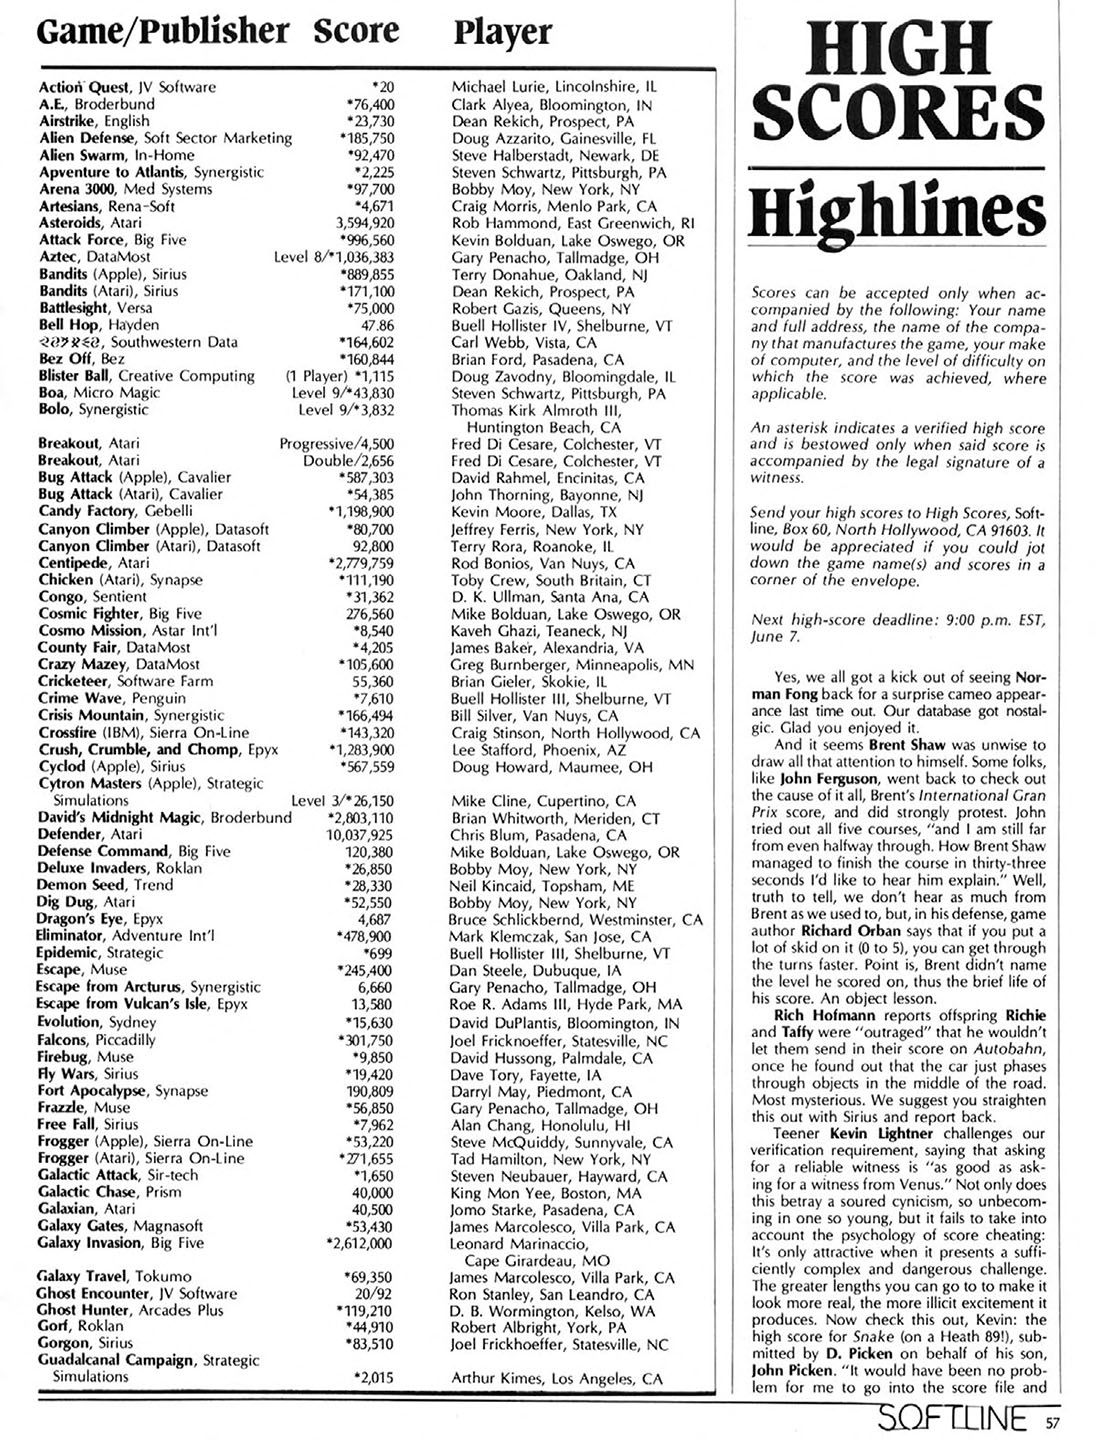 Game/Publisher Score Player
Action Quest, JV Software *20 Michael Lurie, Lincolnshire, IL
A.E., Broderbund *76,400 Clark Alyea, Bloomington, IN
Airstrike, English *23,730 Dean Rekich, Prospect, PA
Alien Defense, Soft Sector Marketing *185,750 Doug Azzarito, Gainesville, FL
Alien Swarm, In-Home *92,470 Steve Halberstadt, Newark, DE
Apventure to Atlantis, Synergistic *2,225 Steven Schwartz, Pittsburgh, PA
Arena 3000, Med Systems *97,700 Bobby Moy, New York, NY
Artesians, Rena-Soft *4,671 Craig Morris, Menlo Park, CA
Asteroids, Atari 3,594,920 Rob Hammond, East Greenwich, RI
Attack Force, Big Five *996,560 Kevin Bolduan, Lake Oswego, OR
Aztec, DataMost Level 8/*1,036,383 Gary Penacho, Tallmadge, OH
Bandits (Apple), Sirius *889,855 Terry Donahue, Oakland, NJ
Bandits (Atari), Sirius *171,100 Dean Rekich, Prospect, PA
Battlesight, Versa *75,000 Robert Gazis, Queens, NY
Bell Hop, Hayden 47.86 Buell Hollister IV, Shelburne, VT
, Southwestern Data *164,602 Carl Webb, Vista, CA
Bez Off, Bez *160,844 Brian Ford, Pasadena, CA
Blister Ball, Creative Computing (1 Player) *1,115 Doug Zavodny, Bloomingdale, IL
Boa, Micro Magic Level 9/*43,830 Steven Schwartz, Pittsburgh, PA
Bolo, Synergistic Level 9/*3,832 Thomas Kirk Almroth III,
Huntington Beach, CA
Breakout, Atari Progressive/4,500 Fred Di Cesare, Colchester, VT
Breakout, Atari Double/2,656 Fred Di Cesare, Colchester, VT
Bug Attack (Apple), Cavalier *587,303 David Rahmel, Encinitas, CA
Bug Attack (Atari), Cavalier *54,385 John Thorning, Bayonne, NJ
Candy Factory, Gebelli *1,198,900 Kevin Moore, Dallas, TX
Canyon Climber (Apple), Datasoft *80,700 Jeffrey Ferris, New York, NY
Canyon Climber (Atari), Datasoft 92,800 Terry Rora, Roanoke, IL
Centipede, Atari *2,779,759 Rod Bonios, Van Nuys, CA
Chicken (Atari), Synapse *111,190 Toby Crew, South Britain, CT
Congo, Sentient *31,362 D. K. Ullman, Santa Ana, CA
Cosmic Fighter, Big Five 276,560 Mike Bolduan, Lake Oswego, OR
Cosmo Mission, Astar Int'l *8,540 Kaveh Ghazi, Teaneck, NJ
County Fair, DataMost *4,205 James Baker, Alexandria, VA
Crazy Mazey, DataMost *105,600 Greg Burnberger, Minneapolis, MN
Cricketeer, Software Farm 55,360 Brian Gieler, Skokie, IL
Crime Wave, Penguin *7,610 Buell Hollister III, Shelburne, VT
Crisis Mountain, Synergistic *166,494 Bill Silver, Van Nuys, CA
Crossfire (IBM), Sierra On-Line *143,320 Craig Stinson, North Hollywood, CA
Crush, Crumble, and Chomp, Epyx *1,283,900 Lee Stafford, Phoenix, AZ
Cyclod (Apple), Sirius *567,559 Doug Howard, Maumee, OH
Cytron Masters (Apple), Strategic
Simulations Level 3/*26,150 Mike Cline, Cupertino, CA
David's Midnight Magic, Broderbund *2,803,110 Brian Whitworth, Meriden, CT
Defender, Atari 10,037,925 Chris Blum, Pasadena, CA
Defense Command, Big Five 120,380 Mike Bolduan, Lake Oswego, OR
Deluxe Invaders, Roklan *26,850 Bobby Moy, New York, NY
Demon Seed, Trend *28,330 Neil Kincaid, Topsham, ME
Dig Dug, Atari *52,550 Bobby Moy, New York, NY
Dragon's Eye, Epyx 4,687 Bruce Schlickbernd, Westminster, CA
Eliminator, Adventure Int'l *478,900 Mark Klemczak, San Jose, CA
Epidemic, Strategic *699 Buell Hollister III, Shelburne, VT
Escape, Muse *245,400 Dan Steele, Dubuque, IA
Escape from Arcturus, Synergistic 6,660 Gary Penacho, Tallmadge, OH
Escape from Vulcan's Isle, Epyx 13,580 Roe R. Adams III, Hyde Park, MA
Evolution, Sydney *15,630 David DuPlantis, Bloomington, IN
Falcons, Piccadilly *301,750 Joel Fricknoeffer, Statesville, NC
Firebug, Muse *9,850 David Hussong, Palmdale, CA
Fly Wars, Sirius *19,420 Dave Tory, Fayette, IA
Fort Apocalypse, Synapse 190,809 Darryl May, Piedmont, CA
Frazzle, Muse *56,850 Gary Penacho, Tallmadge, OH
Free Fall, Sirius *7,962 Alan Chang, Honolulu, HI
Frogger (Apple), Sierra On-Line *53,220 Steve McQuiddy, Sunnyvale, CA
Frogger (Atari), Sierra On-Line *271,655 Tad Hamilton, New York, NY
Galactic Attack, Sir-tech *1,650 Steven Neubauer, Hayward, CA
Galactic Chase, Prism 40,000 King Mon Yee, Boston, MA
Galaxian, Atari 40,500 Jomo Starke, Pasadena, CA
Galaxy Gates, Magnasoft *53,430 James Marcolesco, Villa Park, CA
Galaxy Invasion, Big Five *2,612,000 Leonard Marinaccio,
Cape Girardeau, MO
Galaxy Travel, Tokumo *69,350 James Marcolesco, Villa Park, CA
Ghost Encounter, JV Software 20/92 Ron Stanley, San Leandro, CA
Ghost Hunter, Arcades Plus *119,210 D. B. Wormington, Kelso, WA
Gorf, Roklan *44,910 Robert Albright, York, PA
Gorgon, Sirius *83,510 Joel Frickhoeffer, Statesville, NC
Guadalcanal Campaign, Strategic
Simulations *2,015 Arthur Kimes, Los Angeles, CA
HIGH
SCORES
Highlines
Scores can be accepted only when ac-
companied by the following: Your name
and full address, the name of the compa-
ny that manufactures the game, your make
of computer, and the level of difficulty on
which the score was achieved, where
applicable.
An asterisk indicates a verified high score
and is bestowed only when said score is
accompanied by the legal signature of a
witness.
Send your high scores to High Scores, Soft-
line, Box 60, North Hollywood, CA 91603. It
would be appreciated if you could jot
down the game name(s) and scores in a
corner of the envelope.
Next high-score deadline: 9:00 p.m. EST,
June 7.
Yes, we all got a kick out of seeing Nor-
man Fong back for a surprise cameo appear-
ance last time out. Our database got nostal-
gic. Glad you enjoyed it.
And it seems Brent Shaw was unwise to
draw all that attention to himself. Some folks,
like John Ferguson, went back to check out
the cause of it all, Brent's International Gran
Prix score, and did strongly protest. John
tried out all five courses, "and I am still far
from even halfway through. How Brent Shaw
managed to finish the course in thirty-three
seconds I'd like to hear him explain." Well,
truth to tell, we don't hear as much from
Brent as we used to, but, in his defense, game
author Richard Orban says that if you put a
lot of skid on it (0 to 5), you can get through
the turns faster. Point is, Brent didn't name
the level he scored on, thus the brief life of
his score. An object lesson.
Rich Hofmann reports offspring Richie
and Taffy were "outraged" that he wouldn't
let them send in their score on Autobahn,
once he found out that the car just phases
through objects in the middle of the road.
Most mysterious. We suggest you straighten
this out with Sirius and report back.
Teener Kevin Lightner challenges our
verification requirement, saying that asking
for a reliable witness is "as good as ask-
ing for a witness from Venus." Not only does
this betray a soured cynicism, so unbecom-
ing in one so young, but it fails to take into
account the psychology of score cheating:
It's only attractive when it presents a suffi-
ciently complex and dangerous challenge.
The greater lengths you can go to to make it
look more real, the more illicit excitement it
produces. Now check this out, Kevin: the
high score for Snake (on a Heath 89!), sub-
mitted by D. Picken on behalf of his son,
John Picken. "It would have been no prob-
lem for me to go into the score file and
SOFTLINE 57